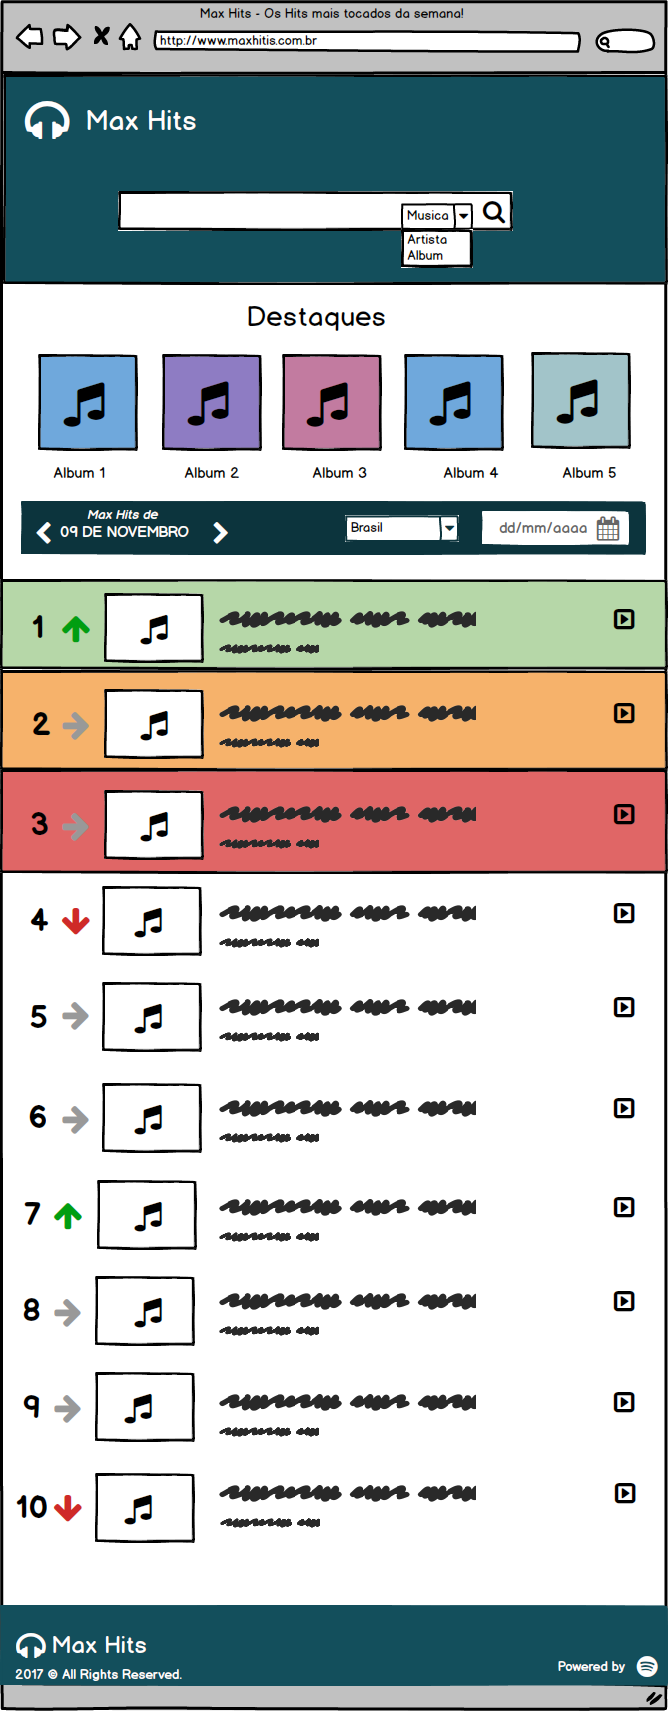 Max Hits - Os Hits mais tocados da semana!
http://www.maxhitis.com.br
Max Hits
Musica
Artista
Album
Destaques
Album 1
Album 2
Album 3
Album 4
Album 5
Max Hits de
09 DE NOVEMBRO
Brasil
dd/mm/aaaa
1
2
3
4
5
6
7
8
9
10
Max Hits
2017 © All Rights Reserved.
Powered by